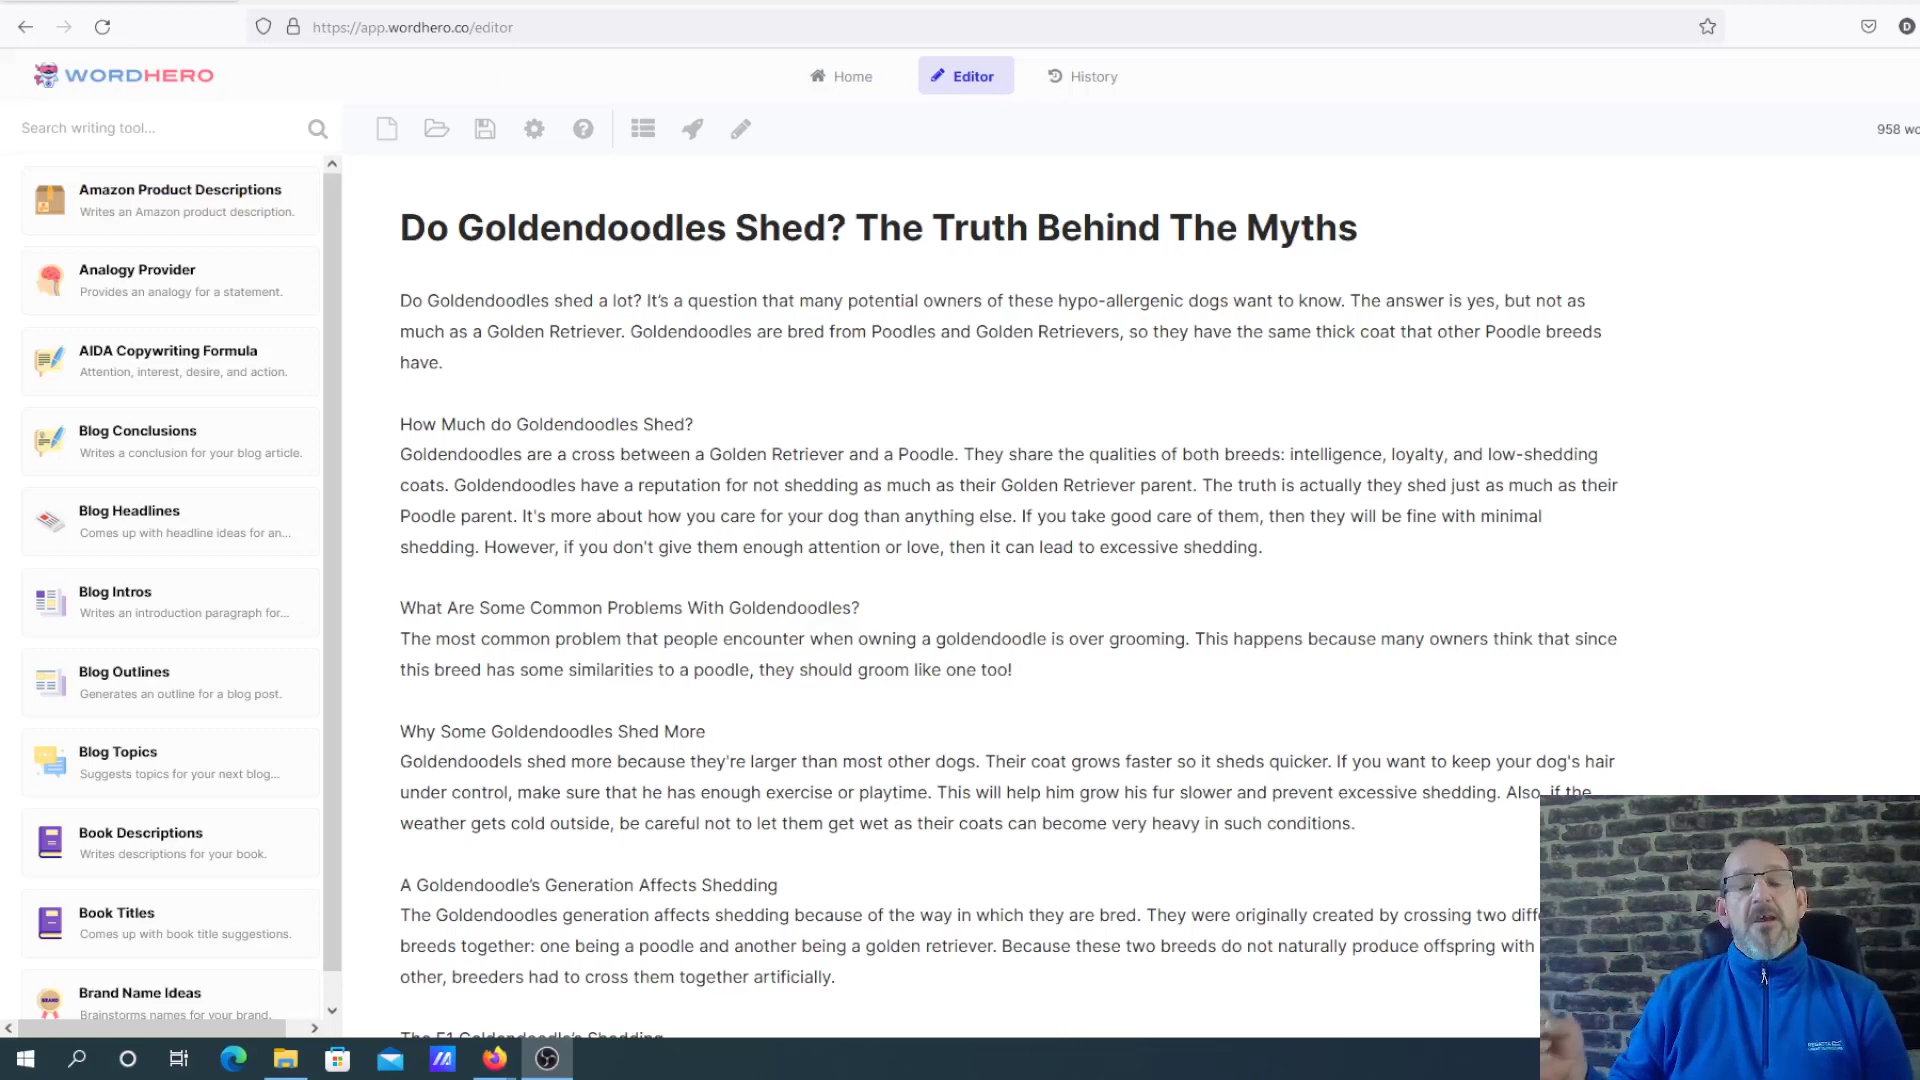 https://app.wordhero.co/editor
D
WORDHERO
Home
Editor
History
Search writing tool...
958 wo
Amazon Product Descriptions
Writes an Amazon product description.
Analogy Provider
Provides an analogy for a statement.
AIDA Copywriting Formula
Attention, interest, desire, and action.
Blog Conclusions
Writes a conclusion for your blog article.
Blog Headlines
Comes up with headline ideas for an...
Blog Intros
Writes an introduction paragraph for...
Blog Outlines
Generates an outline for a blog post.
Blog Topics
Suggests topics for your next blog...
Book Descriptions
Writes descriptions for your book.
Book Titles
Comes up with book title suggestions.
BRAND
Brand Name Ideas
Brainstorms names for your brand.
Do Goldendoodles Shed? The Truth Behind The Myths
Do Goldendoodles shed a lot? It’s a question that many potential owners of these hypo-allergenic dogs want to know. The answer is yes, but not as
much as a Golden Retriever. Goldendoodles are bred from Poodles and Golden Retrievers, so they have the same thick coat that other Poodle breeds
have.
How Much do Goldendoodles Shed?
Goldendoodles are a cross between a Golden Retriever and a Poodle. They share the qualities of both breeds: intelligence, loyalty, and low-shedding
coats. Goldendoodles have a reputation for not shedding as much as their Golden Retriever parent. The truth is actually they shed just as much as their
Poodle parent. It's more about how you care for your dog than anything else. If you take good care of them, then they will be fine with minimal
shedding. However, if you don't give them enough attention or love, then it can lead to excessive shedding.
What Are Some Common Problems With Goldendoodles?
The most common problem that people encounter when owning a goldendoodle is over grooming. This happens because many owners think that since
this breed has some similarities to a poodle, they should groom like one too!
Why Some Goldendoodles Shed More
Goldendoodels shed more because they're larger than most other dogs. Their coat grows faster so it sheds quicker. If you want to keep your dog's hair
under control, make sure that he has enough exercise or playtime. This will help him grow his fur slower and prevent excessive shedding. Also, if the
weather gets cold outside, be careful not to let them get wet as their coats can become very heavy in such conditions.
A Goldendoodle’s Generation Affects Shedding
The Goldendoodles generation affects shedding because of the way in which they are bred. They were originally created by crossing two diff
breeds together: one being a poodle and another being a golden retriever. Because these two breeds do not naturally produce offspring with
other, breeders had to cross them together artificially.
The F1 Goldendoodle’s Shedding
REGATTA